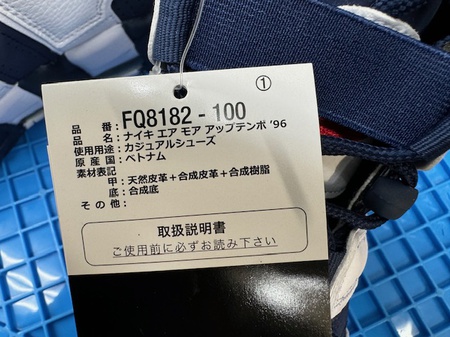 ①
品番：FQ8182 - 100
品名：ナイキ エア モア アップテンポ ’96
使用用途：カジュアルシューズ
原産国：ベトナム
素材表記
甲：天然皮革＋合成皮革＋合成樹脂
底：合成底
その他：
取扱説明書
ご使用前に必ずお読み下さい